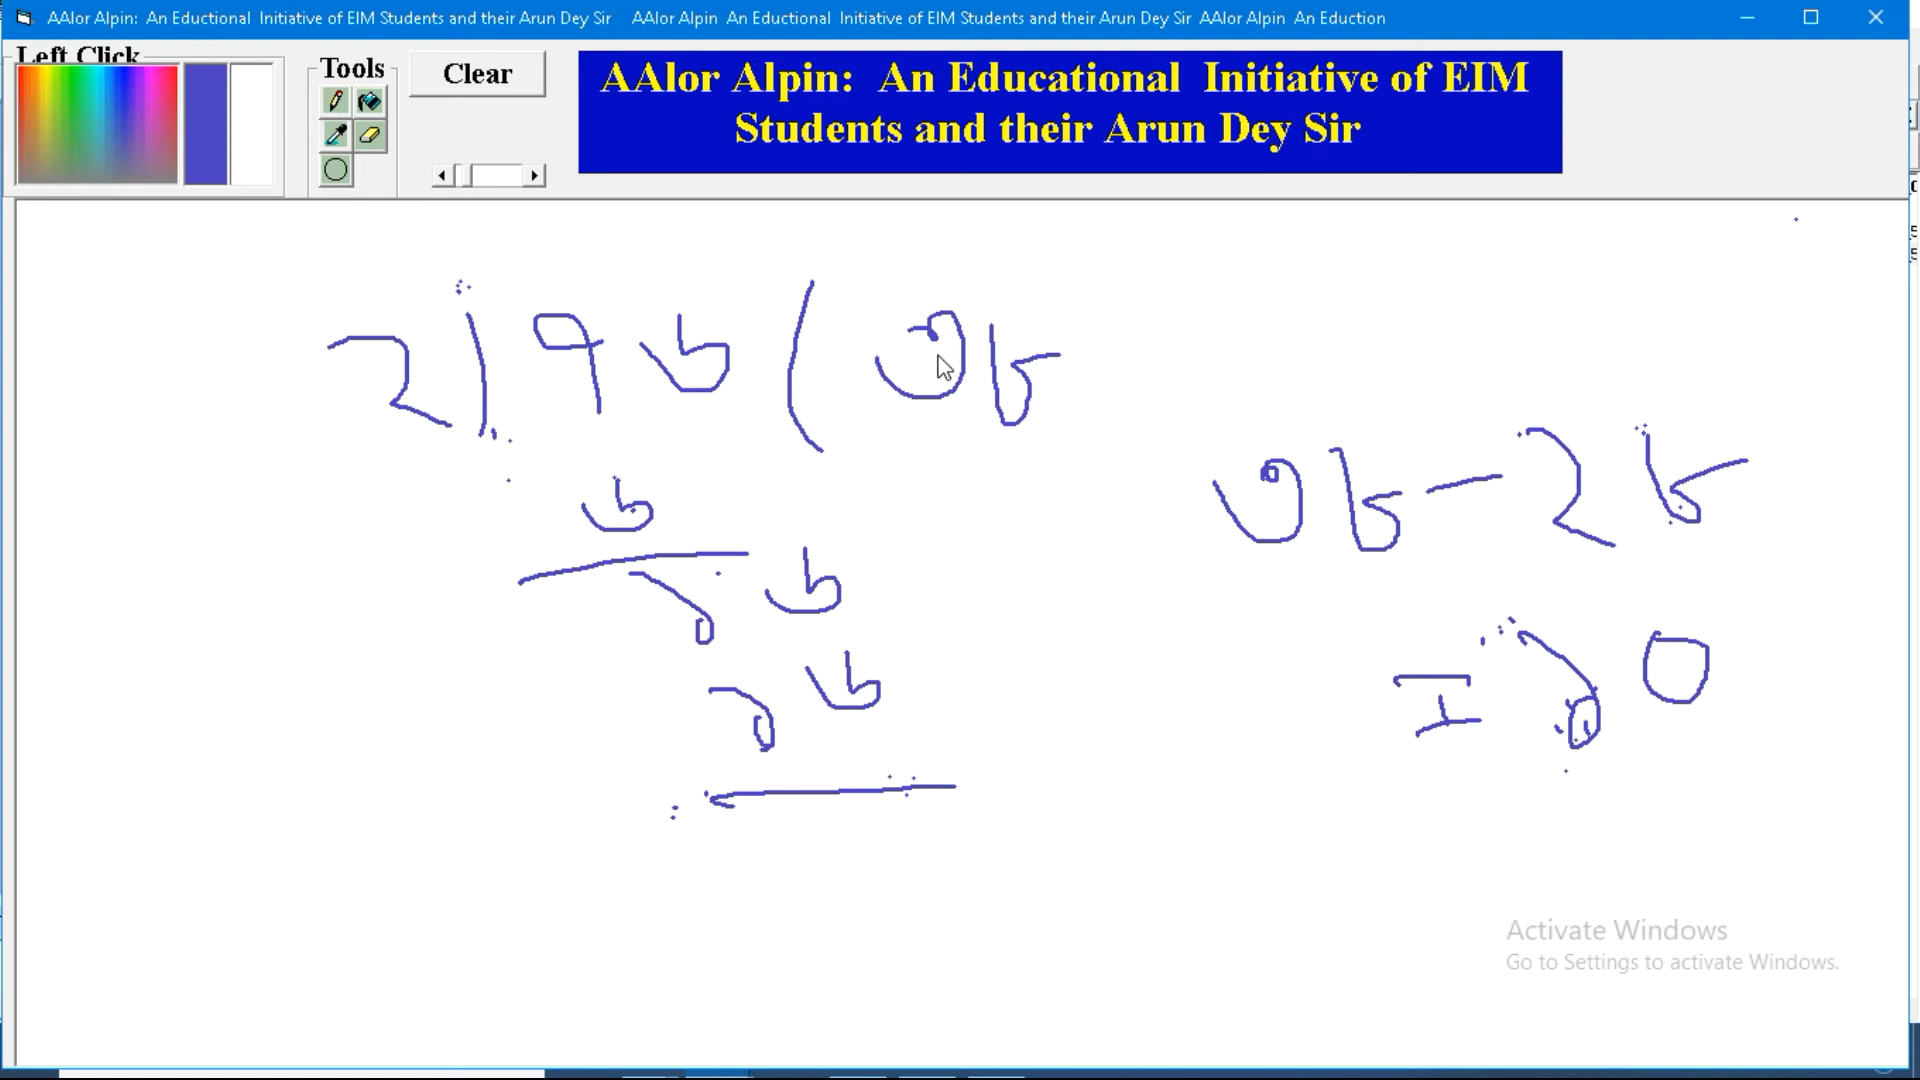 AAlor Alpin: An Eductional Initiative of EIM Students and their Arun Dey Sir AAlor Alpin An Eductional Initiative of EIM Students and their Arun Dey Sir AAlor Alpin An Eduction
Left Click
Tools
Clear
AAlor Alpin: An Educational Initiative of EIM
Students and their Arun Dey Sir
২)৭৬(৩৮
৬
১৬
১৬
৩৮-২৮
=১০
Activate Windows
Go to Settings to activate Windows.